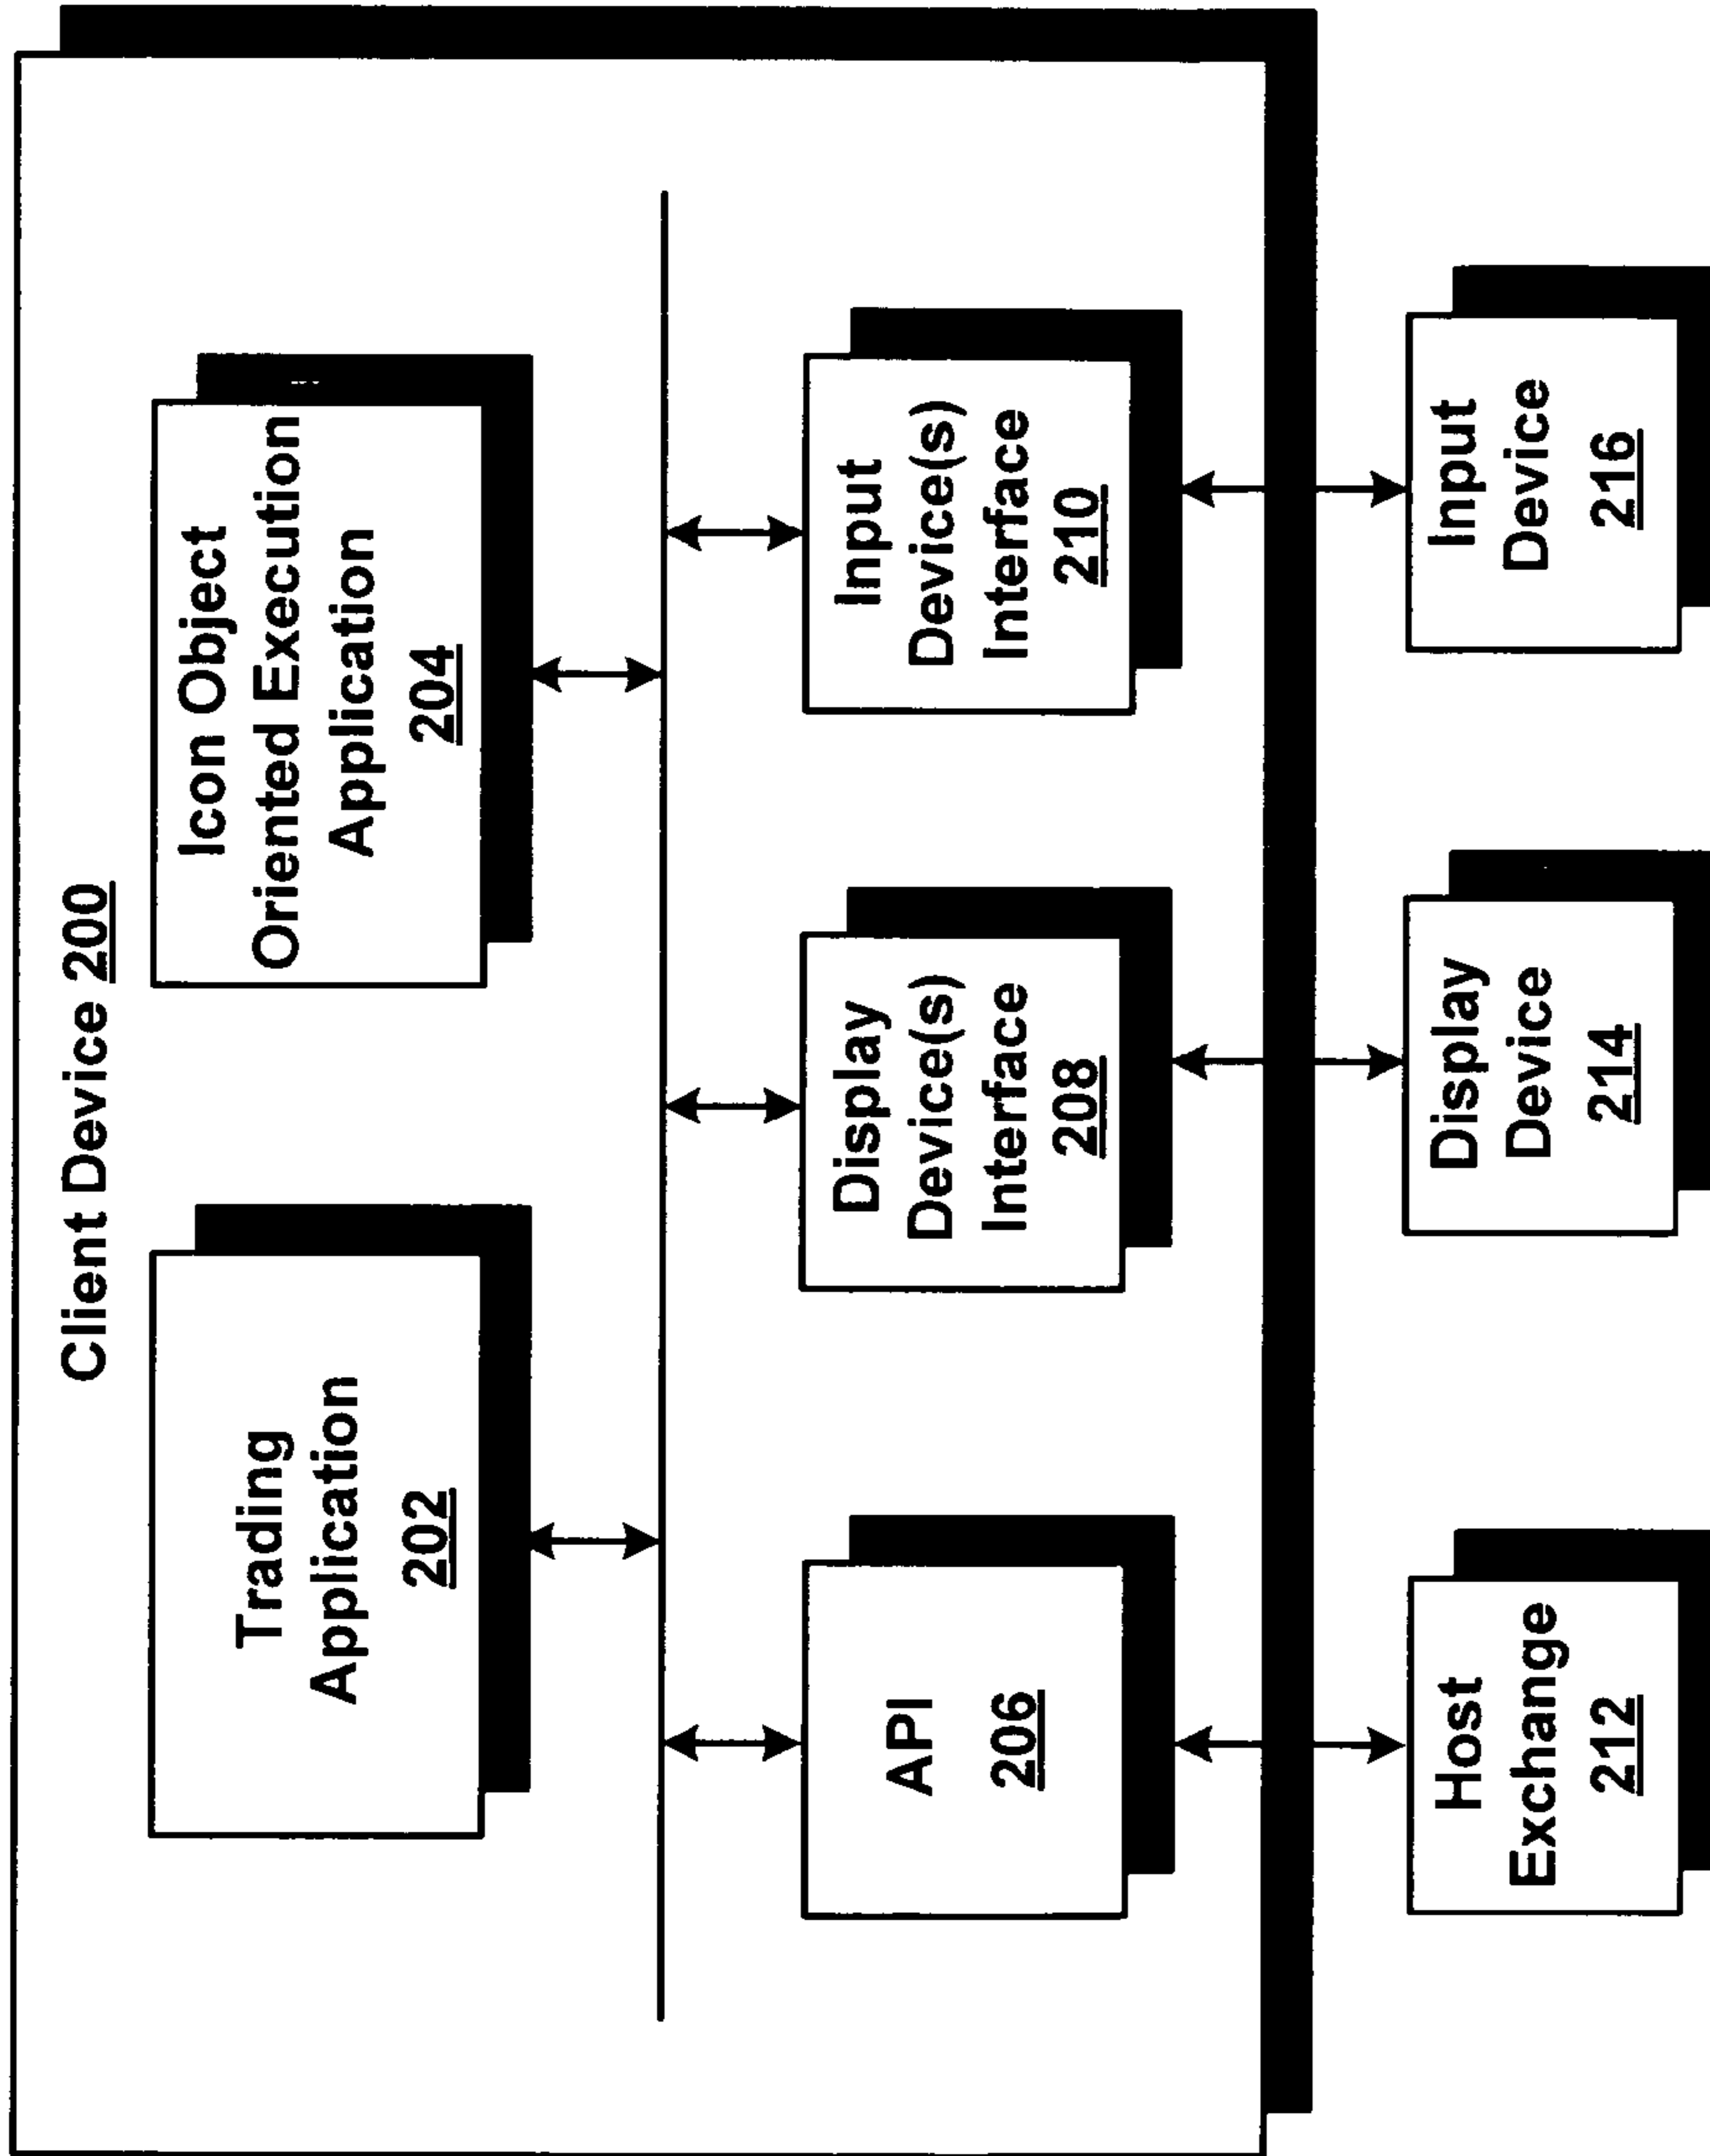 Client Device 200
Trading
Application
202
Icon Object
Oriented Execution
Application
204
API
206
Display
Device(s)
Interface
208
Input
Device(s)
Interface
210
Host
Exchange
212
Display
Device
214
Input
Device
216